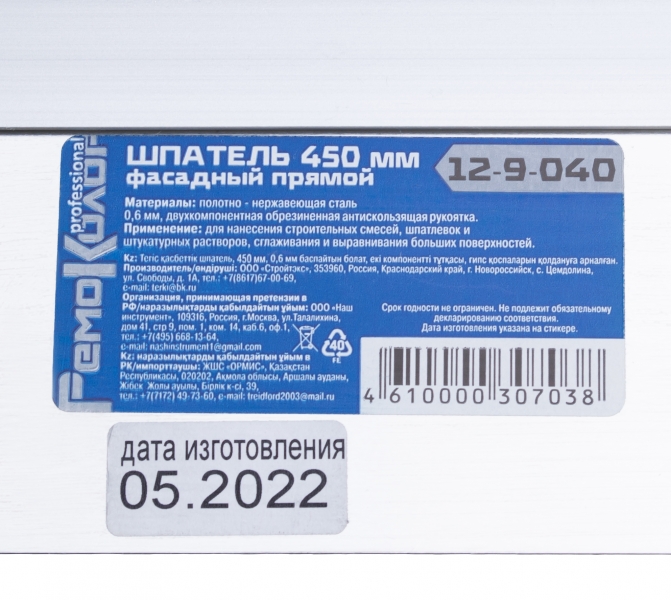 РемоКолор
professional
ШПАТЕЛЬ 450 мм
фасадный прямой
12-9-040
Материалы: полотно - нержавеющая сталь
0,6 мм, двухкомпонентная обрезиненная антискользящая рукоятка.
Применение: для нанесения строительных смесей, шпатлевок и
штукатурных растворов, сглаживания и выравнивания больших поверхностей.
Kz: Тегіс қасбеттік шпатель, 450 мм, 0,6 мм баспайтын болат, екі компонентті тұтқасы, гипс қоспаларын қолдануға арналған.
Производитель/өндіруші: ООО «Стройтэкс», 353960, Россия, Краснодарский край, г. Новороссийск, с. Цемдолина,
ул. Свободы, д. 1А, тел.: +7(8617)67-00-69,
e-mail: terki@bk.ru
Организация, принимающая претензии в
РФ/наразылықтарды қабылдайтын ұйым: ООО «Наш
инструмент», 109316, Россия, г.Москва, ул.Талалихина,
дом 41, стр 9, пом. 1, ком. 14, каб.6, оф.1,
тел.: +7(495) 668-13-64,
e-mail: nashinstrument1@gmail.com
Kz: наразылықтарды қабылдайтын ұйым в
РК/импорттаушы: ЖШС «ОРМИС», Қазақстан
Республикасы, 020202, Ақмола облысы, Аршалы ауданы,
Жібек Жолы ауылы, Бірлік к-сі, 39,
тел.: +7(7172) 49-73-60, e-mail: treidford2003@mail.ru
40
FE
Срок годности не ограничен. Не подлежит обязательному
декларированию соответствия.
Дата изготовления указана на стикере.
4 610000 307038
дата изготовления
05.2022